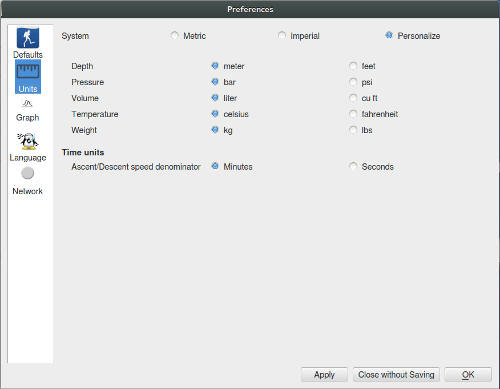 Preferences
Defaults
Units
Graph
Language
Network
System Metric Imperial Personalize
Depth meter feet
Pressure bar psi
Volume liter cu ft
Temperature celsius fahrenheit
Weight kg lbs
Time units
Ascent/Descent speed denominator Minutes Seconds
Apply Close without Saving OK